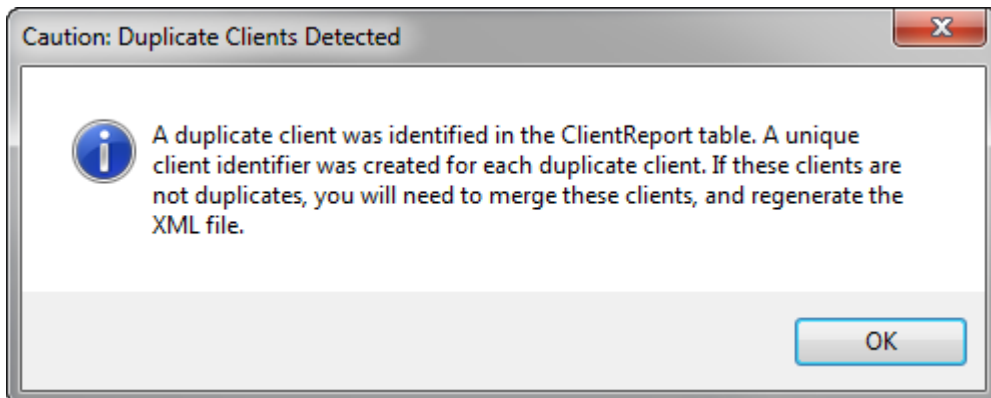 Caution: Duplicate Clients Detected
A duplicate client was identified in the ClientReport table. A unique
client identifier was created for each duplicate client. If these clients are
not duplicates, you will need to merge these clients, and regenerate the
XML file.
OK